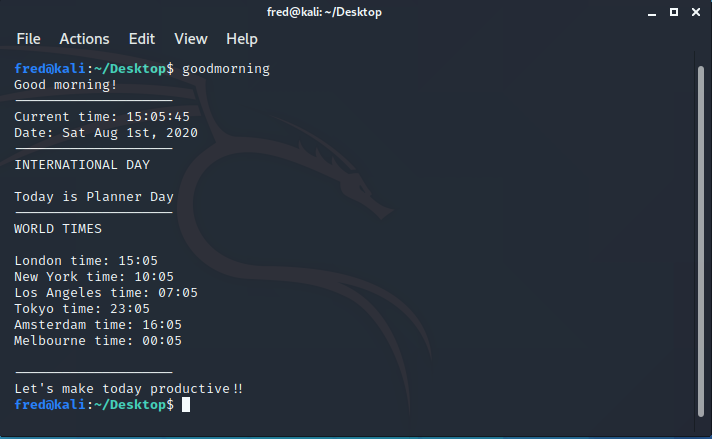 fred@kali: ~/Desktop
File Actions Edit View Help
fred@kali:~/Desktop$ goodmorning
Good morning!
--------------------
Current time: 15:05:45
Date: Sat Aug 1st, 2020
--------------------
INTERNATIONAL DAY
Today is Planner Day
--------------------
WORLD TIMES
London time: 15:05
New York time: 10:05
Los Angeles time: 07:05
Tokyo time: 23:05
Amsterdam time: 16:05
Melbourne time: 00:05
--------------------
Let's make today productive!!
fred@kali:~/Desktop$